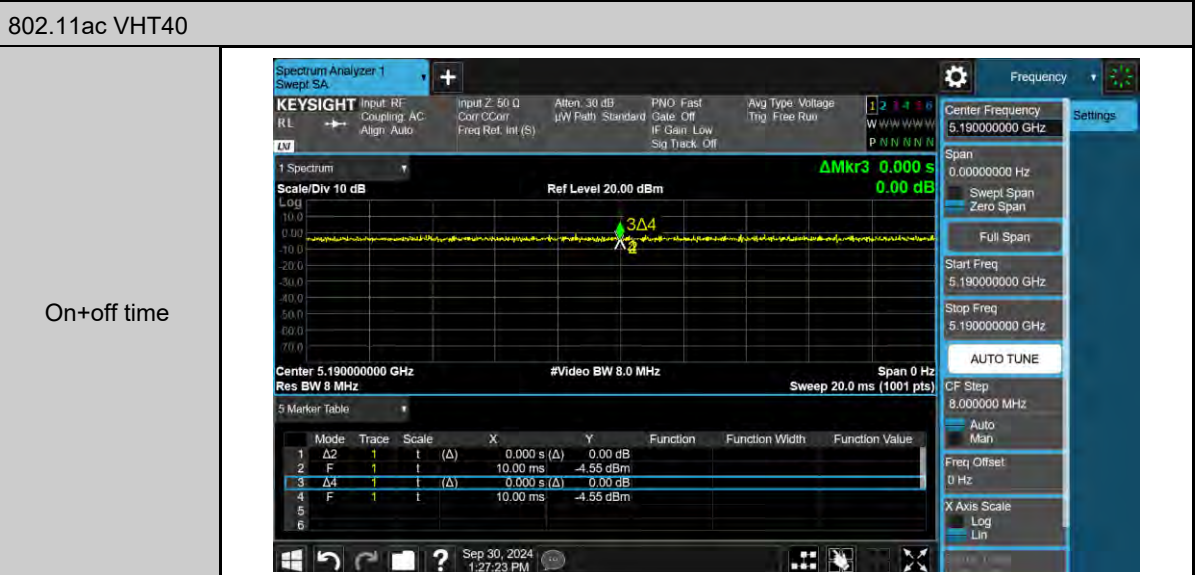 802.11ac VHT40
On+off time
Spectrum Analyzer 1
Swept SA
Frequency
KEYSIGHT
RL
LXI
Input: RF
Coupling: AC
Align: Auto
Input Z: 50 Ω
Corr CCorr
Freq Ref: Int (S)
Atten: 30 dB
µW Path: Standard
PNO: Fast
Gate: Off
IF Gain: Low
Sig Track: Off
Avg Type: Voltage
Trig: Free Run
1 2 3 4 5 6
W W W W W W
P N N N N N
1 Spectrum
ΔMkr3 0.000 s
0.00 dB
Scale/Div 10 dB
Ref Level 20.00 dBm
Log
10.0
0.00
-10.0
-20.0
-30.0
-40.0
-50.0
-60.0
-70.0
3Δ4
Center 5.190000000 GHz
#Video BW 8.0 MHz
Span 0 Hz
Res BW 8 MHz
Sweep 20.0 ms (1001 pts)
5 Marker Table
Mode Trace Scale X Y Function Function Width Function Value
1 Δ2 1 t (Δ) 0.000 s (Δ) 0.00 dB
2 F 1 t 10.00 ms -4.55 dBm
3 Δ4 1 t (Δ) 0.000 s (Δ) 0.00 dB
4 F 1 t 10.00 ms -4.55 dBm
5
6
Sep 30, 2024
1:27:23 PM
Center Frequency
5.190000000 GHz
Settings
Span
0.00000000 Hz
Swept Span
Zero Span
Full Span
Start Freq
5.190000000 GHz
Stop Freq
5.190000000 GHz
AUTO TUNE
CF Step
8.000000 MHz
Auto
Man
Freq Offset
0 Hz
X Axis Scale
Log
Lin